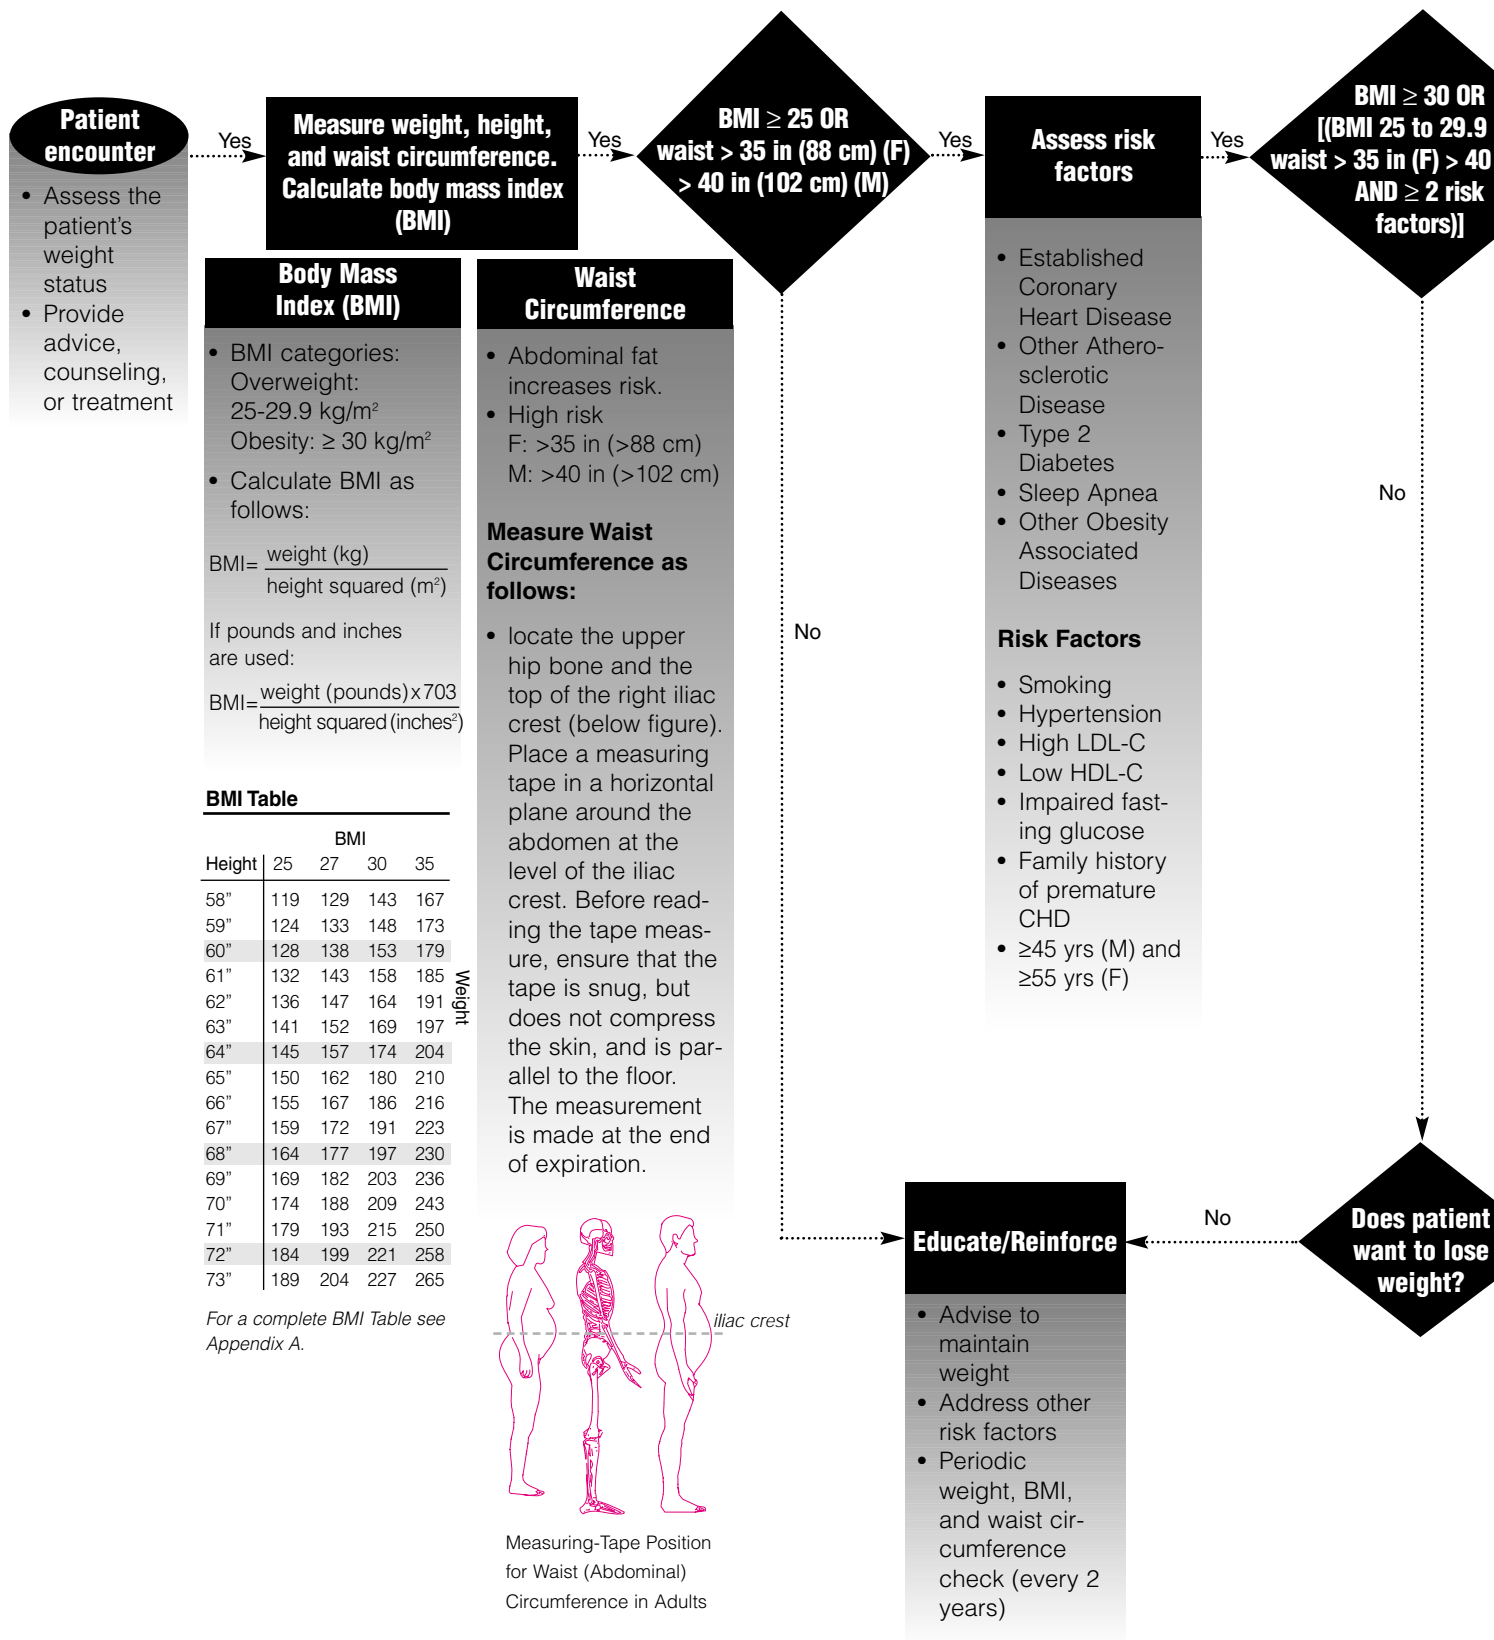 Patient
encounter
• Assess the
patient's
weight
status
• Provide
advice,
counseling,
or treatment
Yes
Measure weight, height,
and waist circumference.
Calculate body mass index
(BMI)
Body Mass
Index (BMI)
• BMI categories:
Overweight:
25-29.9 kg/m²
Obesity: ≥ 30 kg/m²
• Calculate BMI as
follows:
BMI= weight (kg)
height squared (m²)
If pounds and inches
are used:
BMI= weight (pounds) x 703
height squared (inches²)
BMI Table
BMI
Height 25 27 30 35
58” 119 129 143 167
59” 124 133 148 173
60” 128 138 153 179
61” 132 143 158 185
62” 136 147 164 191
63” 141 152 169 197
64” 145 157 174 204
65” 150 162 180 210
66” 155 167 186 216
67” 159 172 191 223
68” 164 177 197 230
69” 169 182 203 236
70” 174 188 209 243
71” 179 193 215 250
72” 184 199 221 258
73” 189 204 227 265
Weight
For a complete BMI Table see
Appendix A.
Waist
Circumference
• Abdominal fat
increases risk.
• High risk
F: >35 in (>88 cm)
M: >40 in (>102 cm)
Measure Waist
Circumference as
follows:
• locate the upper
hip bone and the
top of the right iliac
crest (below figure).
Place a measuring
tape in a horizontal
plane around the
abdomen at the
level of the iliac
crest. Before read-
ing the tape meas-
ure, ensure that the
tape is snug, but
does not compress
the skin, and is par-
allel to the floor.
The measurement
is made at the end
of expiration.
iliac crest
Measuring-Tape Position
for Waist (Abdominal)
Circumference in Adults
Yes
BMI ≥ 25 OR
waist > 35 in (88 cm) (F)
> 40 in (102 cm) (M)
No
Yes
Assess risk
factors
• Established
Coronary
Heart Disease
• Other Athero-
sclerotic
Disease
• Type 2
Diabetes
• Sleep Apnea
• Other Obesity
Associated
Diseases
Risk Factors
• Smoking
• Hypertension
• High LDL-C
• Low HDL-C
• Impaired fast-
ing glucose
• Family history
of premature
CHD
• ≥45 yrs (M) and
≥55 yrs (F)
Yes
BMI ≥ 30 OR
[(BMI 25 to 29.9
waist > 35 in (F) > 40
AND ≥ 2 risk
factors)]
No
Does patient
want to lose
weight?
No
Educate/Reinforce
• Advise to
maintain
weight
• Address other
risk factors
• Periodic
weight, BMI,
and waist cir-
cumference
check (every 2
years)